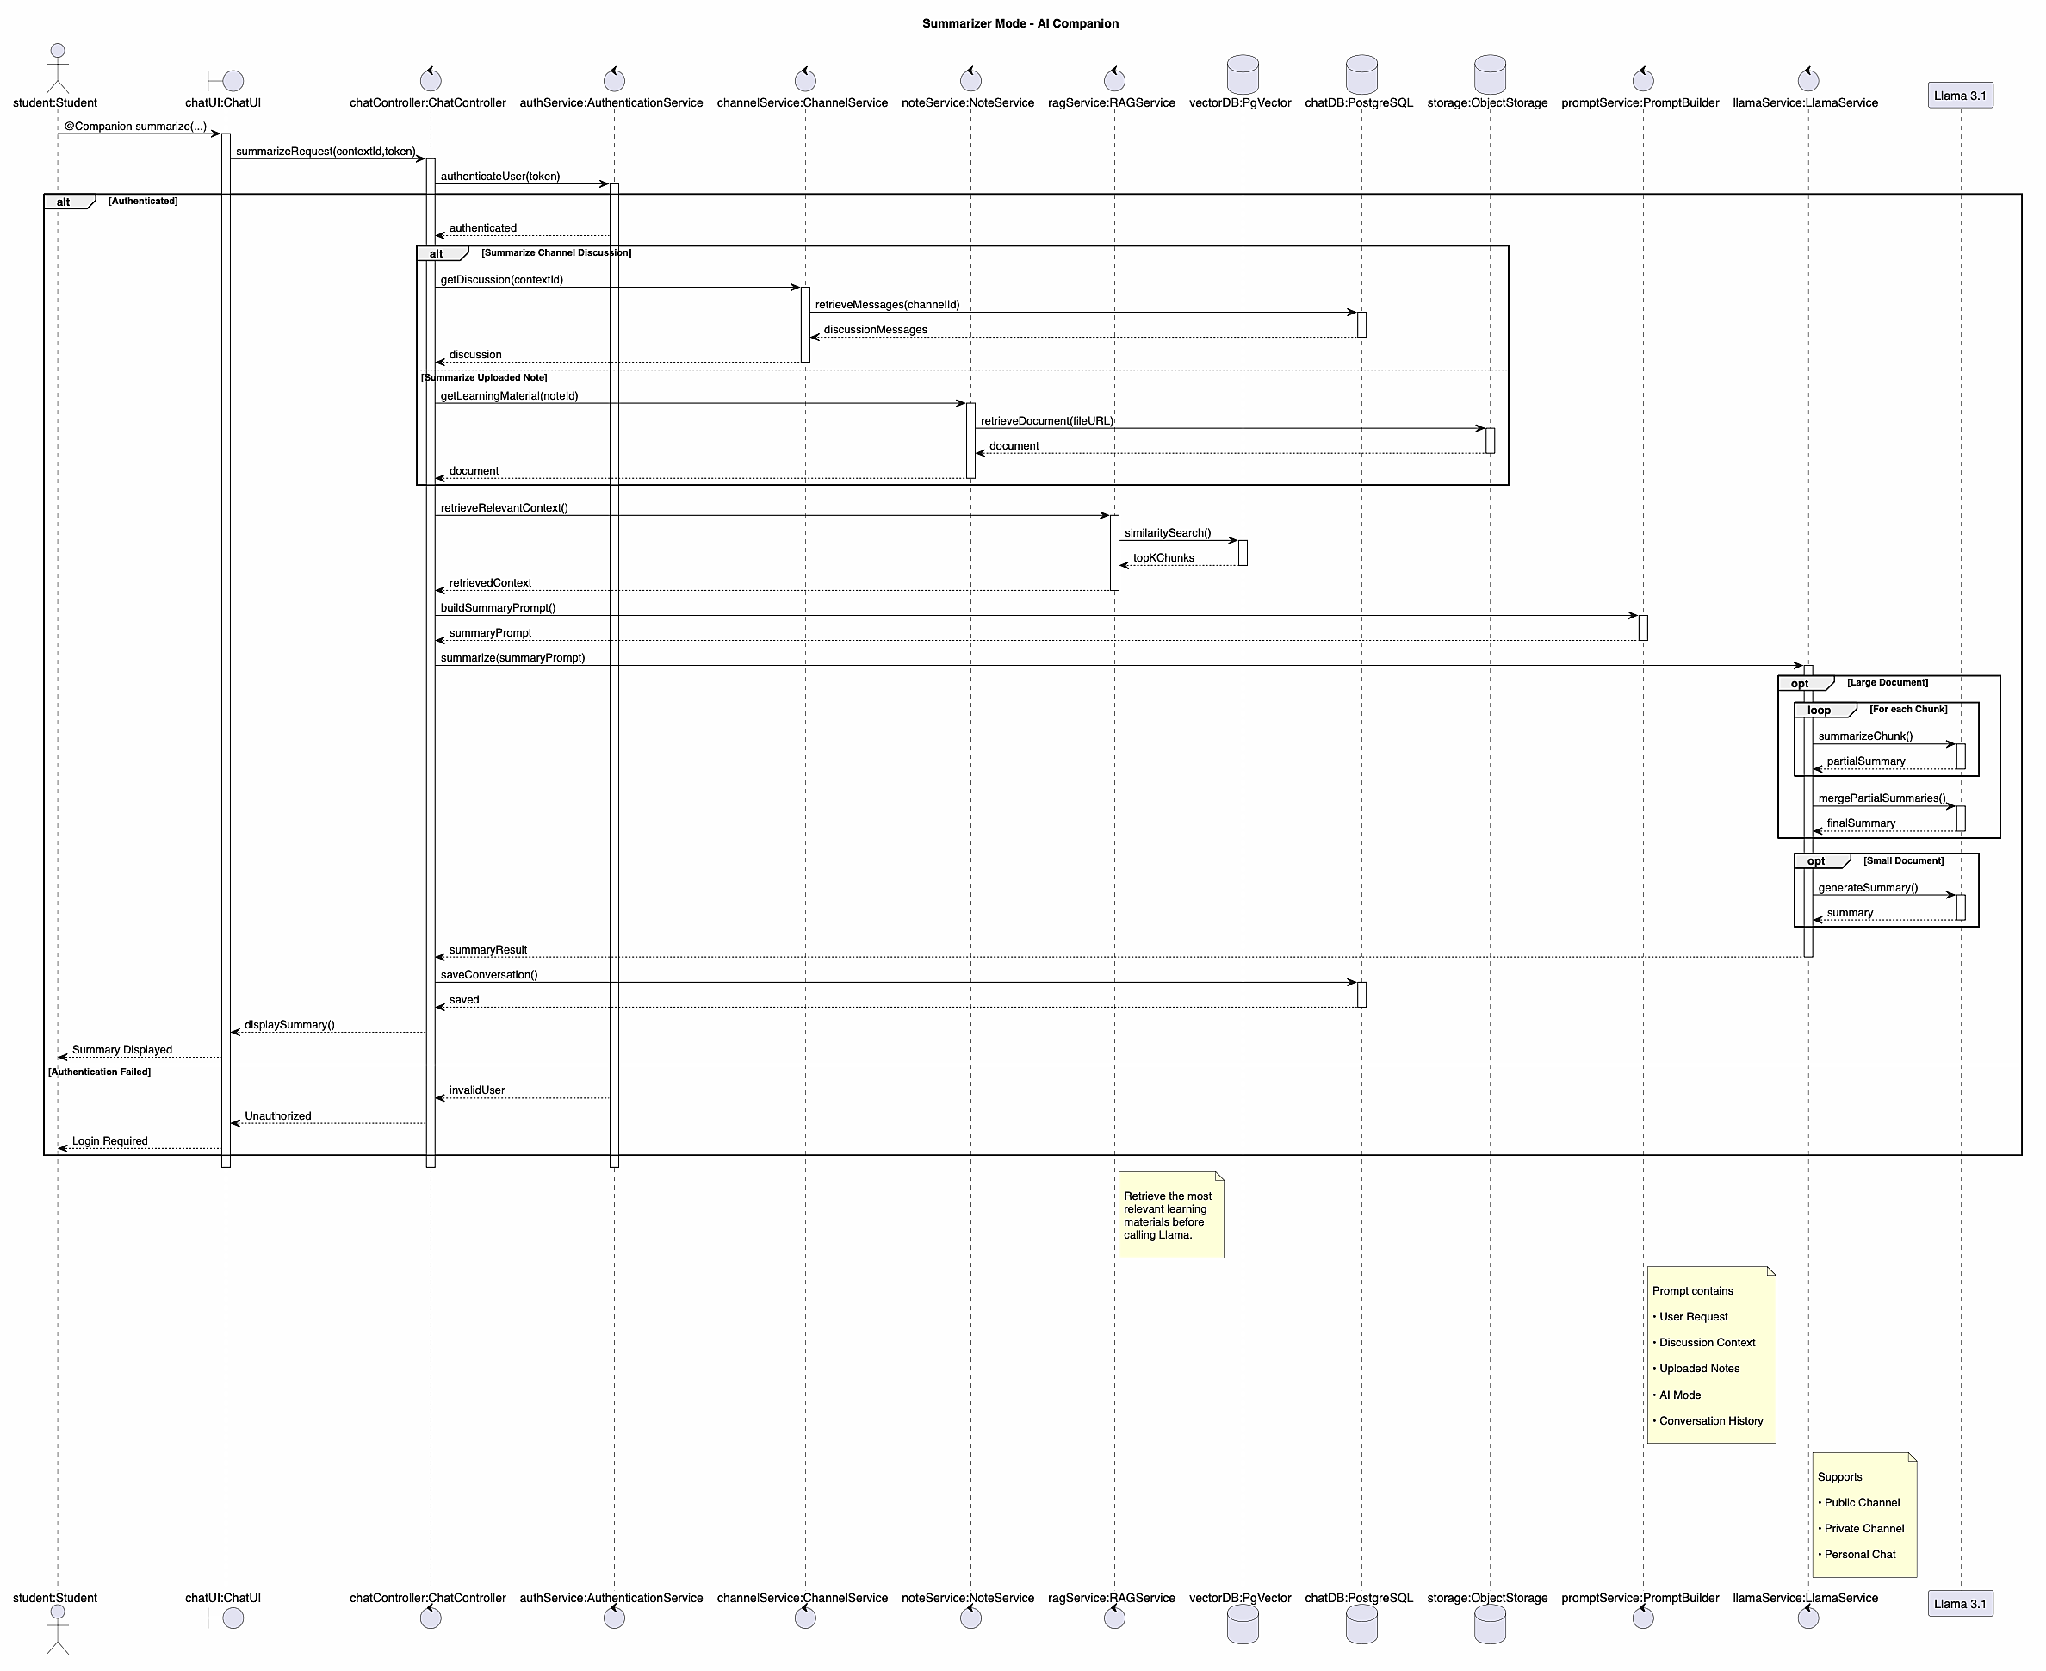 Summarizer Mode - AI Companion
student:Student
chatUI:ChatUI
chatController:ChatController
authService:AuthenticationService
channelService:ChannelService
noteService:NoteService
ragService:RAGService
vectorDB:PgVector
chatDB:PostgreSQL
storage:ObjectStorage
promptService:PromptBuilder
llamaService:LlamaService
Llama 3.1
@Companion summarize(...)
summarizeRequest(contextId,token)
authenticateUser(token)
alt [Authenticated]
authenticated
alt [Summarize Channel Discussion]
getDiscussion(contextId)
retrieveMessages(channelId)
discussionMessages
discussion
[Summarize Uploaded Note]
getLearningMaterial(noteId)
retrieveDocument(fileURL)
document
document
retrieveRelevantContext()
similaritySearch()
topKChunks
retrievedContext
buildSummaryPrompt()
summaryPrompt
summarize(summaryPrompt)
opt [Large Document]
loop [For each Chunk]
summarizeChunk()
partialSummary
mergePartialSummaries()
finalSummary
opt [Small Document]
generateSummary()
summary
summaryResult
saveConversation()
saved
displaySummary()
Summary Displayed
[Authentication Failed]
invalidUser
Unauthorized
Login Required
Retrieve the most
relevant learning
materials before
calling Llama.
Prompt contains
• User Request
• Discussion Context
• Uploaded Notes
• AI Mode
• Conversation History
Supports
• Public Channel
• Private Channel
• Personal Chat
student:Student
chatUI:ChatUI
chatController:ChatController
authService:AuthenticationService
channelService:ChannelService
noteService:NoteService
ragService:RAGService
vectorDB:PgVector
chatDB:PostgreSQL
storage:ObjectStorage
promptService:PromptBuilder
llamaService:LlamaService
Llama 3.1